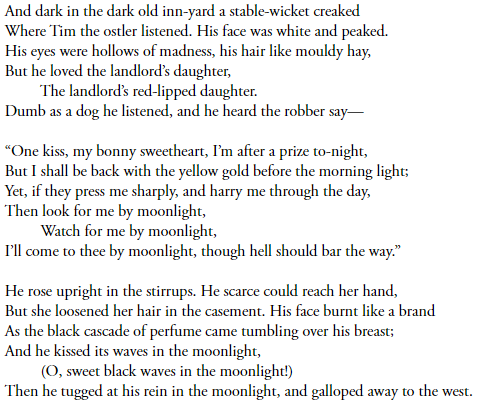 And dark in the dark old inn-yard a stable-wicket creaked
Where Tim the ostler listened. His face was white and peaked.
His eyes were hollows of madness, his hair like mouldy hay,
But he loved the landlord’s daughter,
The landlord’s red-lipped daughter.
Dumb as a dog he listened, and he heard the robber say—

“One kiss, my bonny sweetheart, I’m after a prize to-night,
But I shall be back with the yellow gold before the morning light;
Yet, if they press me sharply, and harry me through the day,
Then look for me by moonlight,
Watch for me by moonlight,
I’ll come to thee by moonlight, though hell should bar the way.”

He rose upright in the stirrups. He scarce could reach her hand,
But she loosened her hair in the casement. His face burnt like a brand
As the black cascade of perfume came tumbling over his breast;
And he kissed its waves in the moonlight,
(O, sweet black waves in the moonlight!)
Then he tugged at his rein in the moonlight, and galloped away to the west.